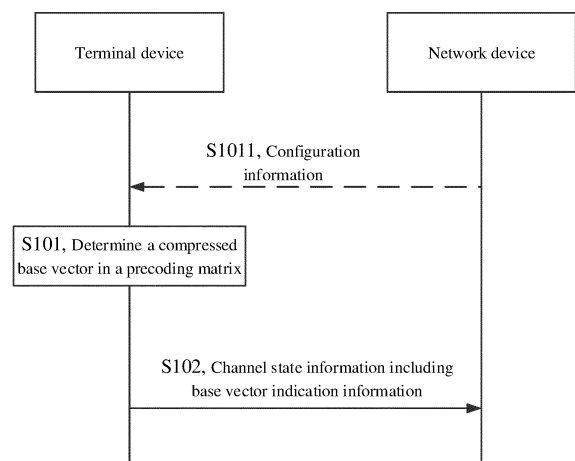 Terminal device
Network device
S1011, Configuration
information
S101, Determine a compressed
base vector in a precoding matrix
S102, Channel state information including
base vector indication information